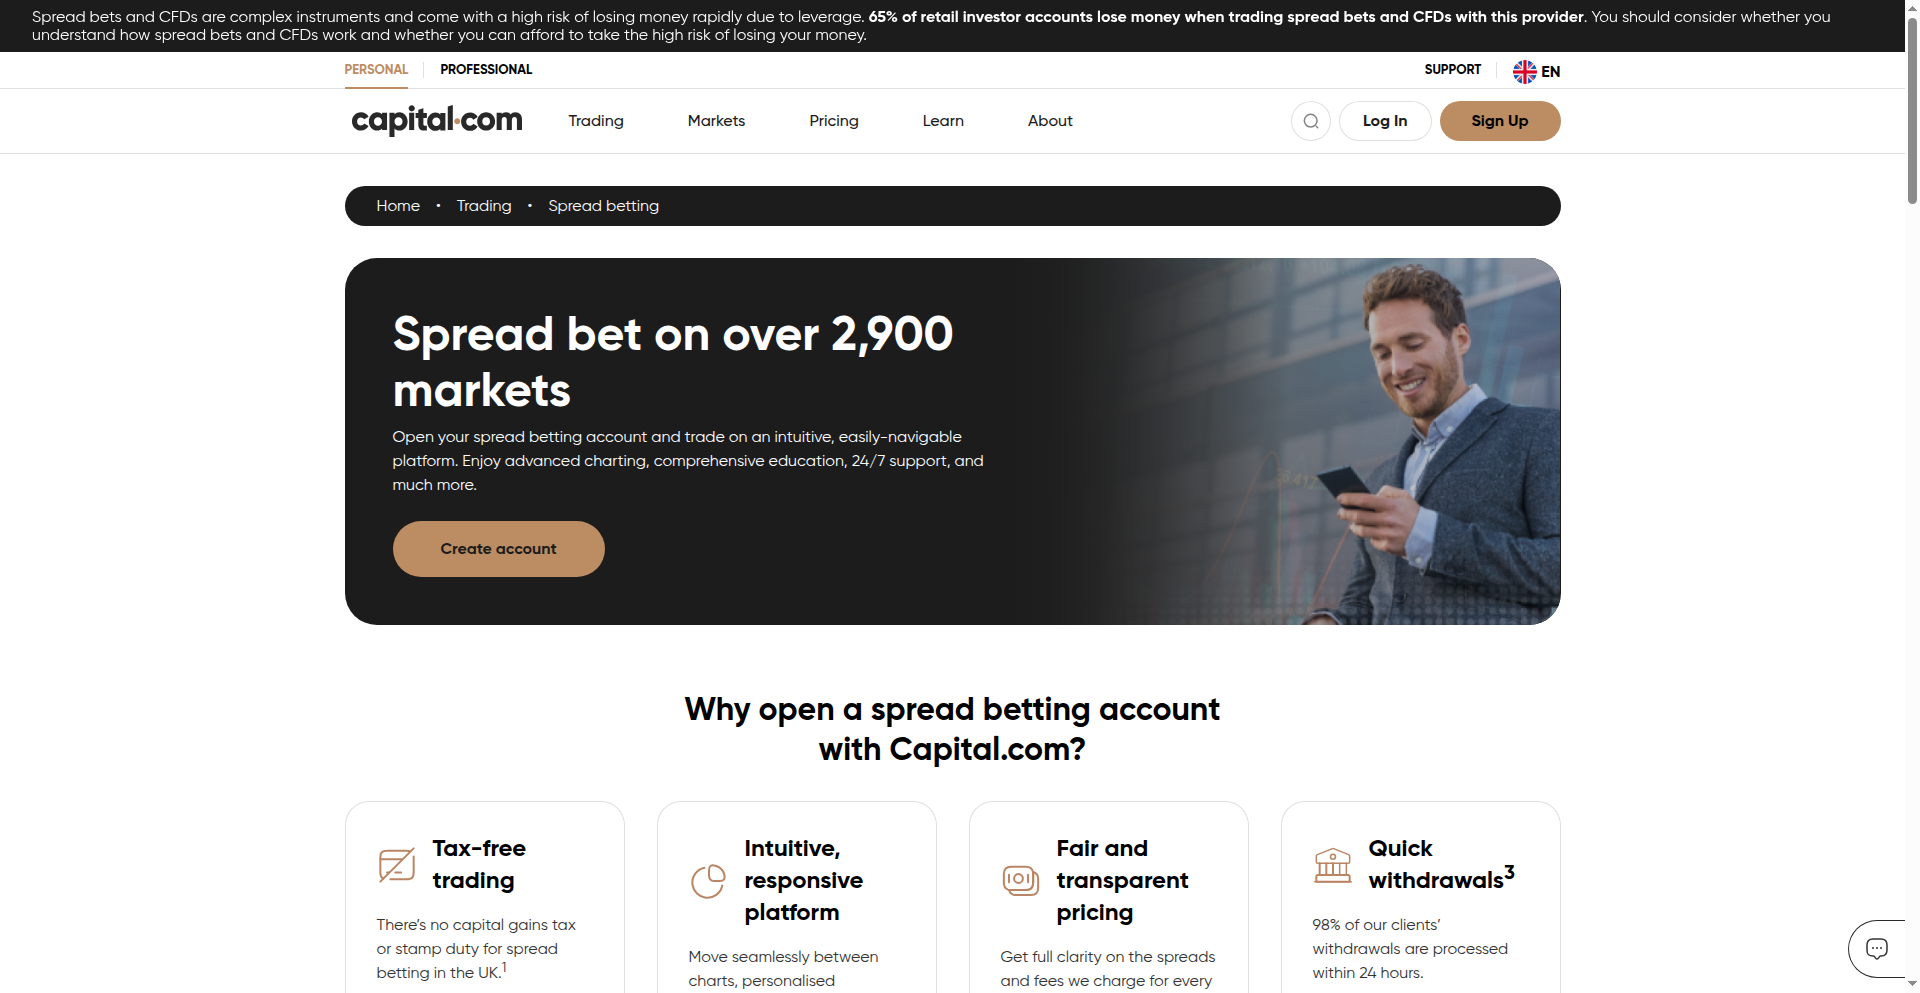 Spread bets and CFDs are complex instruments and come with a high risk of losing money rapidly due to leverage. 65% of retail investor accounts lose money when trading spread bets and CFDs with this provider. You should consider whether you
understand how spread bets and CFDs work and whether you can afford to take the high risk of losing your money.
PERSONAL PROFESSIONAL SUPPORT EN
capital.com Trading Markets Pricing Learn About Log In Sign Up
Home • Trading • Spread betting
Spread bet on over 2,900
markets
Open your spread betting account and trade on an intuitive, easily-navigable
platform. Enjoy advanced charting, comprehensive education, 24/7 support, and
much more.
Create account
Why open a spread betting account
with Capital.com?
Tax-free
trading
There’s no capital gains tax
or stamp duty for spread
betting in the UK.1
Intuitive,
responsive
platform
Move seamlessly between
charts, personalised
Fair and
transparent
pricing
Get full clarity on the spreads
and fees we charge for every
Quick
withdrawals3
98% of our clients’
withdrawals are processed
within 24 hours.